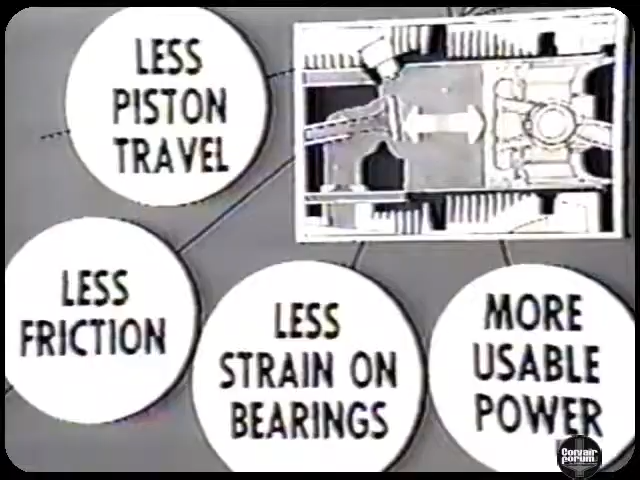 LESS
PISTON
TRAVEL
LESS
FRICTION
LESS
STRAIN ON
BEARINGS
MORE
USABLE
POWER
Corvair
forum